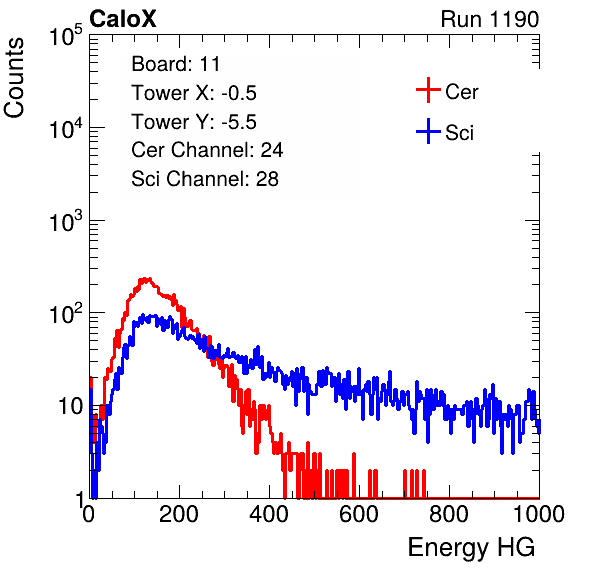 CaloX Run 1190
Counts
10^5
10^4
10^3
10^2
10
1
Board: 11
Tower X: -0.5
Tower Y: -5.5
Cer Channel: 24
Sci Channel: 28
Cer
Sci
0 200 400 600 800 1000
Energy HG